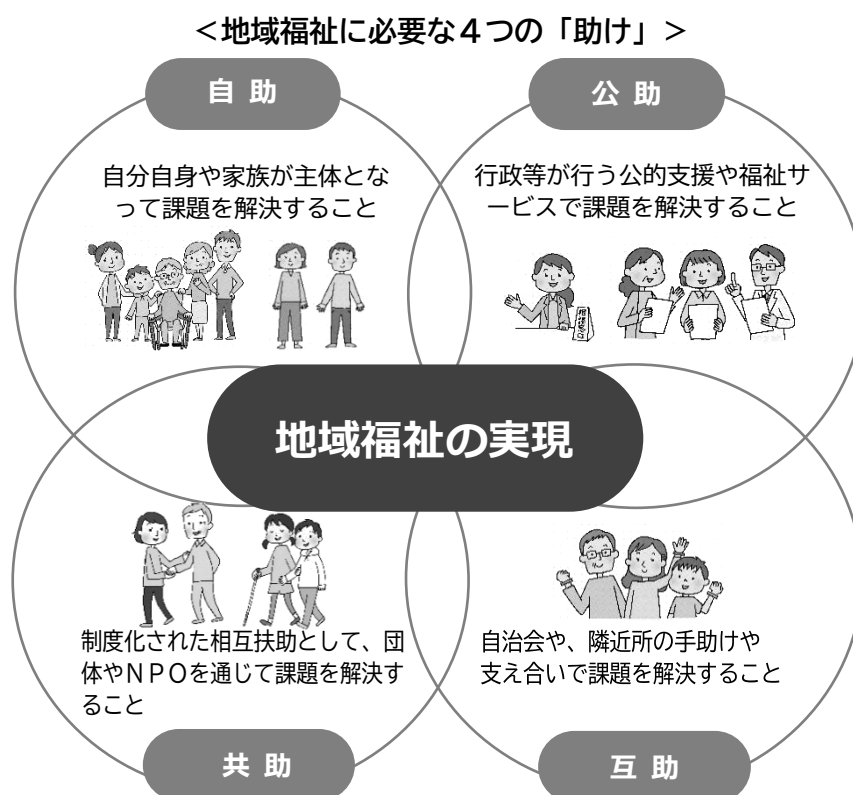 ＜地域福祉に必要な４つの「助け」＞
自助
公助
自分自身や家族が主体とな
って課題を解決すること
行政等が行う公的支援や福祉サ
ービスで課題を解決すること
相談窓口
地域福祉の実現
制度化された相互扶助として、団
体やＮＰＯを通じて課題を解決す
ること
自治会や、隣近所の手助けや
支え合いで課題を解決すること
共助
互助